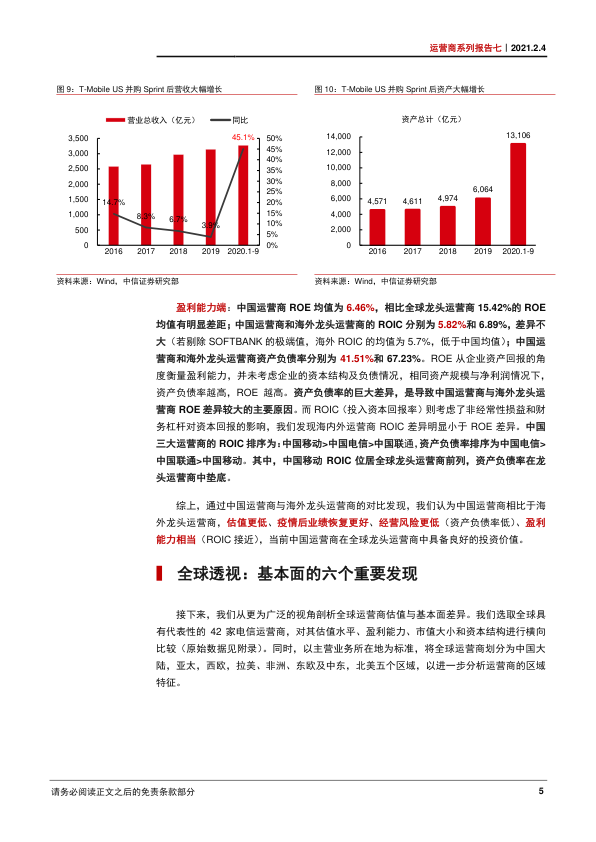 运营商系列报告七｜2021.2.4
图 9：T-Mobile US 并购 Sprint 后营收大幅增长
营业总收入（亿元） 同比
3,500
3,000
2,500
2,000
1,500
1,000
500
0
50%
45%
40%
35%
30%
25%
20%
15%
10%
5%
0%
14.7%
8.3%
45.1%
2016 2017 2018 2019 2020.1-9
资料来源：Wind，中信证券研究部
图 10：T-Mobile US 并购 Sprint 后资产大幅增长
资产总计（亿元）
14,000
12,000
10,000
8,000
6,000
4,000
2,000
0
4,571 4,611 4,974 6,064 13,106
2016 2017 2018 2019 2020.1-9
资料来源：Wind，中信证券研究部
盈利能力端：中国运营商 ROE 均值为 6.46%，相比全球龙头运营商 15.42%的 ROE
均值有明显差距；中国运营商和海外龙头运营商的 ROIC 分别为 5.82%和 6.89%，差异不
大（若剔除 SOFTBANK 的极端值，海外 ROIC 的均值为 5.7%，低于中国均值）；中国运
营商和海外龙头运营商资产负债率分别为 41.51%和 67.23%。ROE 从企业资产回报的角
度衡量盈利能力，并未考虑企业的资本结构及负债情况，相同资产规模与净利润情况下，
资产负债率越高，ROE 越高。资产负债率的巨大差异，是导致中国运营商与海外龙头运
营商 ROE 差异较大的主要原因。而 ROIC（投入资本回报率）则考虑了非经常性损益和财
务杠杆对资本回报的影响，我们发现海内外运营商 ROIC 差异明显小于 ROE 差异。中国
三大运营商的 ROIC 排序为：中国移动>中国电信>中国联通，资产负债率排序为中国电信>
中国联通>中国移动。其中，中国移动 ROIC 位居全球龙头运营商前列，资产负债率在龙
头运营商中垫底。
综上，通过中国运营商与海外龙头运营商的对比发现，我们认为中国运营商相比于海
外龙头运营商，估值更低、疫情后业绩恢复更好、经营风险更低（资产负债率低）、盈利
能力相当（ROIC 接近），当前中国运营商在全球龙头运营商中具备良好的投资价值。
全球透视：基本面的六个重要发现
接下来，我们从更为广泛的视角剖析全球运营商估值与基本面差异。我们选取全球具
有代表性的 42 家电信运营商，对其估值水平、盈利能力、市值大小和资本结构进行横向
比较（原始数据见附录）。同时，以主营业务所在地为标准，将全球运营商划分为中国大
陆，亚太，西欧，拉美、非洲、东欧及中东，北美五个区域，以进一步分析运营商的区域
特征。
请务必阅读正文之后的免责条款部分
5